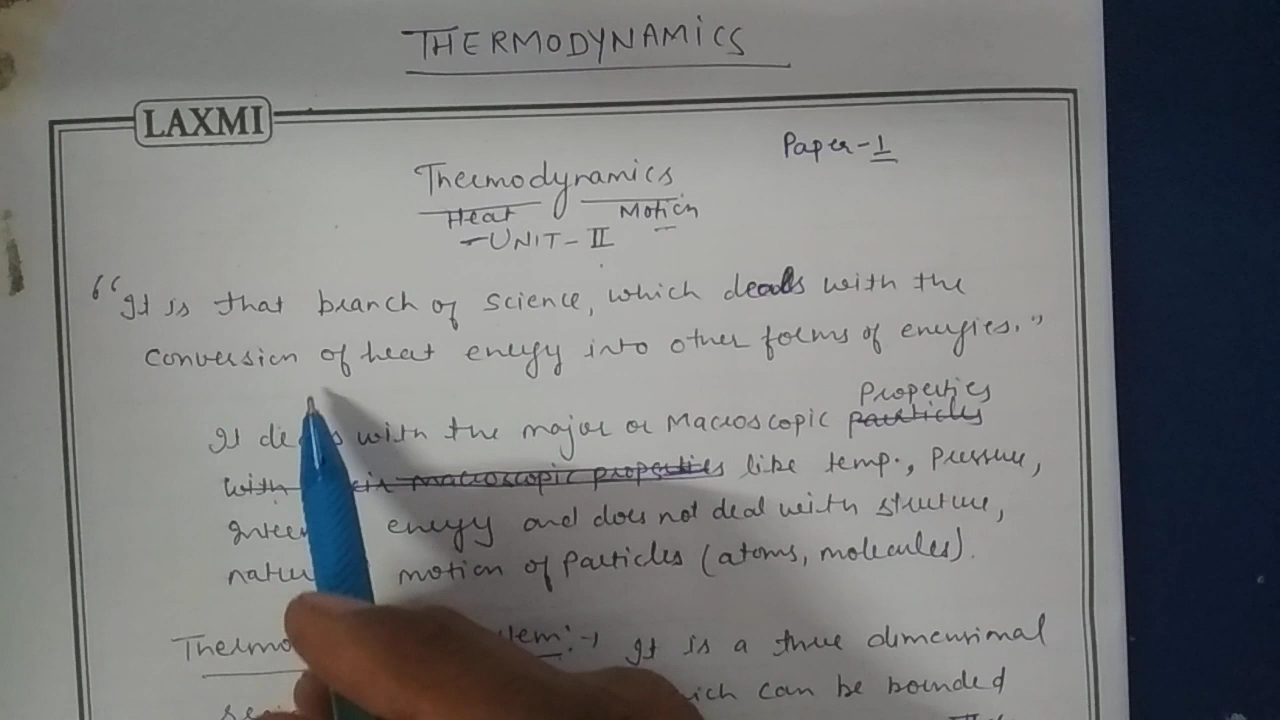 THERMODYNAMICS
LAXMI
Paper-1
Thermodynamics
Heat Motion
-UNIT-II
"It is that branch of science, which deals with the
conversion of heat energy into other forms of energies."
Properties
It with the major or Macroscopic particles
with macroscopic properties like temp., pressure,
energy and does not deal with struture,
motion of particles (atoms, molecules).
It is a three dimensional
can be bounded